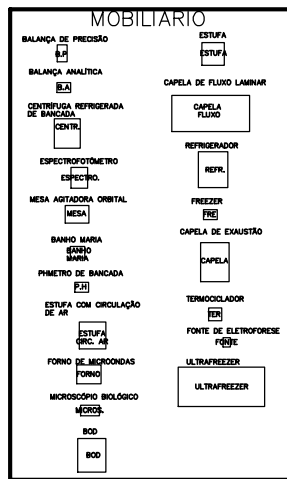 MOBILIÁRIO
BALANÇA DE PRECISÃO
B.P
BALANÇA ANALÍTICA
B.A
CENTRÍFUGA REFRIGERADA
DE BANCADA
CENTR.
ESPECTROFOTÔMETRO
ESPECTRO.
MESA AGITADORA ORBITAL
MESA
BANHO MARIA
BANHO
MARIA
PHMETRO DE BANCADA
P.H
ESTUFA COM CIRCULAÇÃO
DE AR
ESTUFA
CIRC. AR
FORNO DE MICROONDAS
FORNO
MICROSCÓPIO BIOLÓGICO
MICROS.
BOD
BOD
ESTUFA
ESTUFA
CAPELA DE FLUXO LAMINAR
CAPELA
FLUXO
REFRIGERADOR
REFR.
FREEZER
FRE
CAPELA DE EXAUSTÃO
CAPELA
TERMOCICLADOR
TER
FONTE DE ELETROFORESE
FONTE
ULTRAFREEZER
ULTRAFREEZER